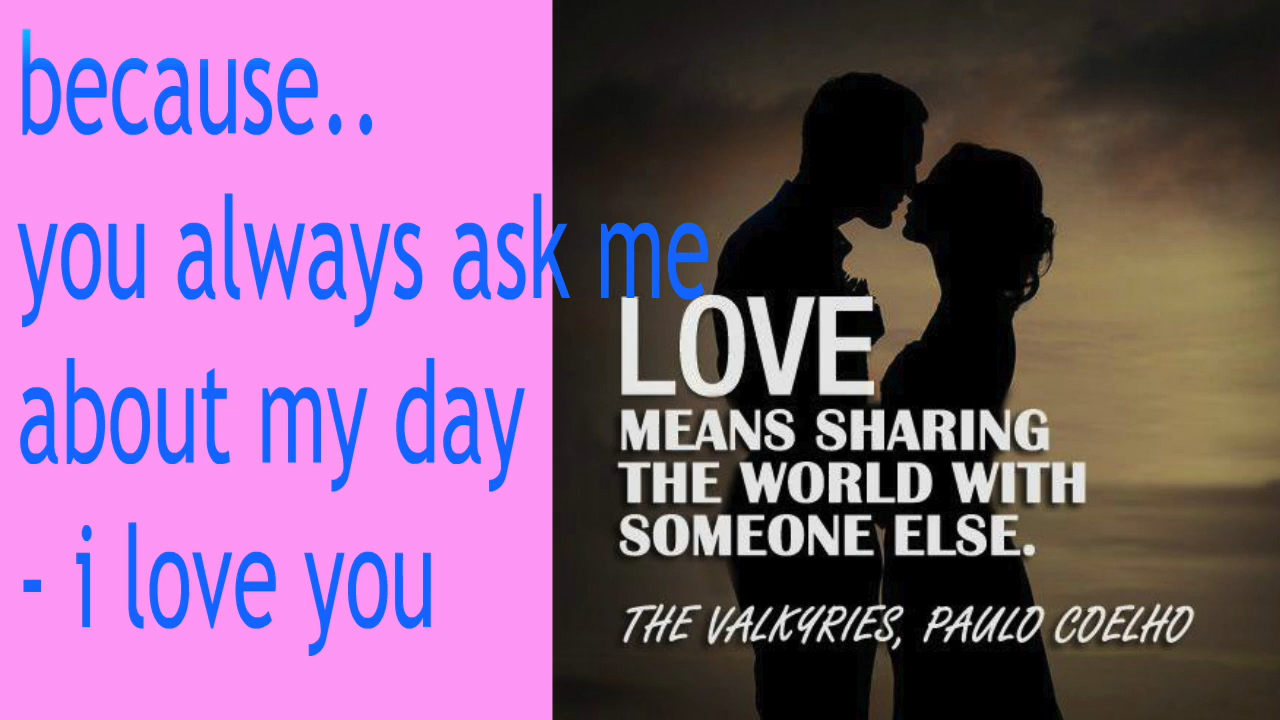 because..
you always ask me
about my day
- i love you
LOVE
MEANS SHARING
THE WORLD WITH
SOMEONE ELSE.
THE VALKYRIES, PAULO COELHO